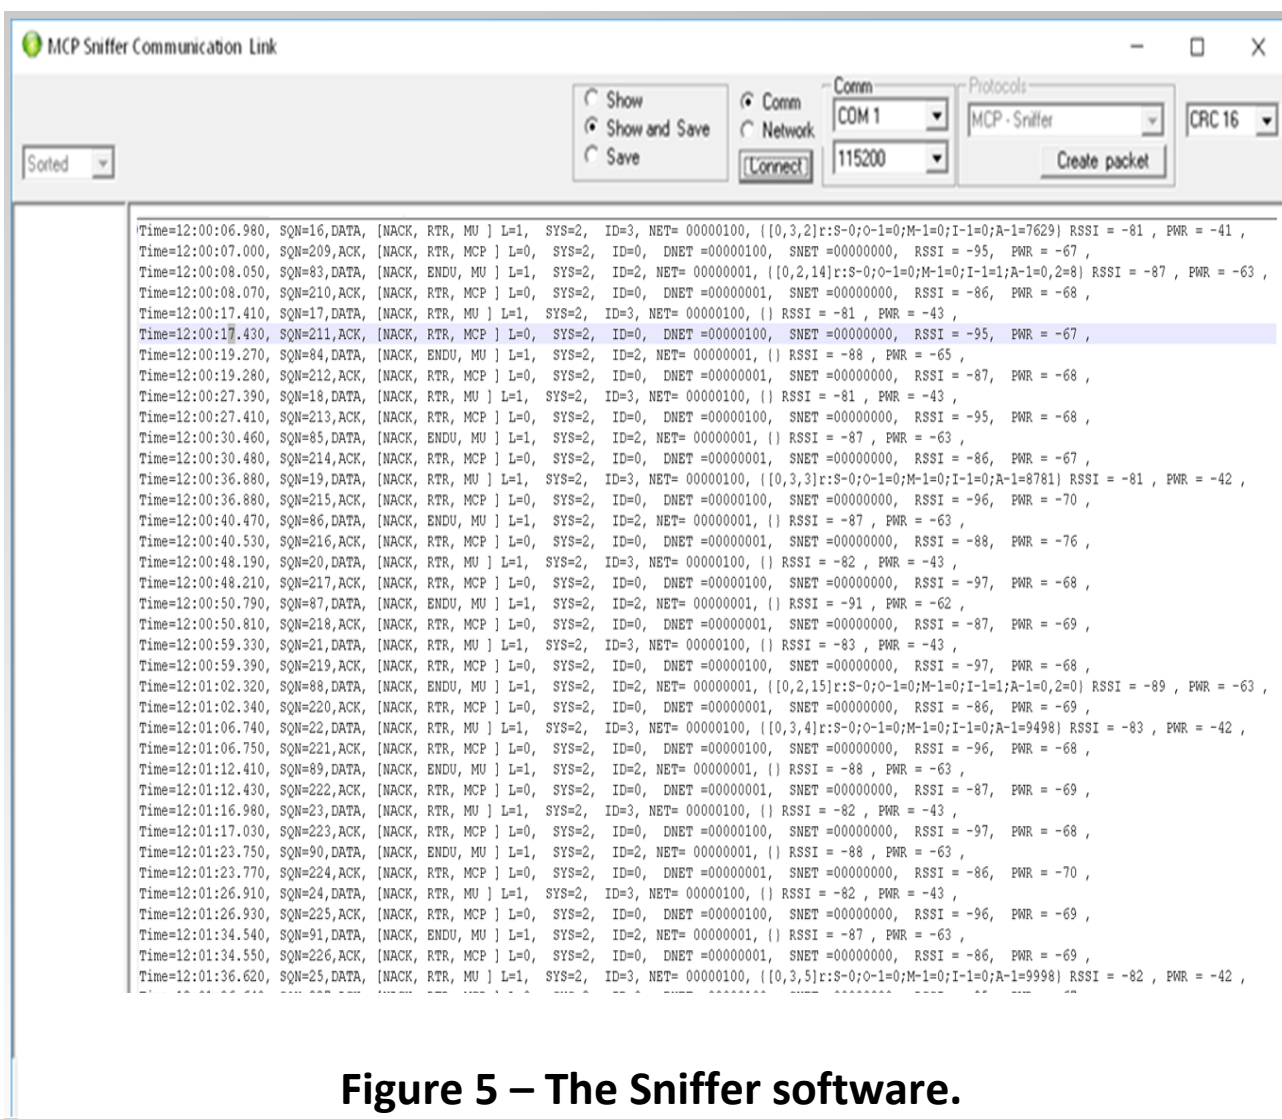 MCP Sniffer Communication Link
Show
Show and Save
Save
Comm
Network
Connect
Comm
COM 1
115200
Protocols
MCP - Sniffer
Create packet
CRC 16
Sorted
Time=12:00:06.980, SQN=16,DATA, [NACK, RTR, MU ] L=1, SYS=2, ID=3, NET= 00000100, {[0,3,2]r:S-0;O-1=0;M-1=0;I-1=0;A-1=7629} RSSI = -81 , PWR = -41 ,
Time=12:00:07.000, SQN=209,ACK, [NACK, RTR, MCP ] L=0, SYS=2, ID=0, DNET =00000100, SNET =00000000, RSSI = -95, PWR = -67 ,
Time=12:00:08.050, SQN=83,DATA, [NACK, ENDU, MU ] L=1, SYS=2, ID=2, NET= 00000001, {[0,2,14]r:S-0;O-1=0;M-1=0;I-1=1;A-1=0,2=8} RSSI = -87 , PWR = -63 ,
Time=12:00:08.070, SQN=210,ACK, [NACK, RTR, MCP ] L=0, SYS=2, ID=0, DNET =00000001, SNET =00000000, RSSI = -86, PWR = -68 ,
Time=12:00:17.410, SQN=17,DATA, [NACK, RTR, MU ] L=1, SYS=2, ID=3, NET= 00000100, {} RSSI = -81 , PWR = -43 ,
Time=12:00:17.430, SQN=211,ACK, [NACK, RTR, MCP ] L=0, SYS=2, ID=0, DNET =00000100, SNET =00000000, RSSI = -95, PWR = -67 ,
Time=12:00:19.270, SQN=84,DATA, [NACK, ENDU, MU ] L=1, SYS=2, ID=2, NET= 00000001, {} RSSI = -88 , PWR = -65 ,
Time=12:00:19.280, SQN=212,ACK, [NACK, RTR, MCP ] L=0, SYS=2, ID=0, DNET =00000001, SNET =00000000, RSSI = -87, PWR = -68 ,
Time=12:00:27.390, SQN=18,DATA, [NACK, RTR, MU ] L=1, SYS=2, ID=3, NET= 00000100, {} RSSI = -81 , PWR = -43 ,
Time=12:00:27.410, SQN=213,ACK, [NACK, RTR, MCP ] L=0, SYS=2, ID=0, DNET =00000100, SNET =00000000, RSSI = -95, PWR = -68 ,
Time=12:00:30.460, SQN=85,DATA, [NACK, ENDU, MU ] L=1, SYS=2, ID=2, NET= 00000001, {} RSSI = -87 , PWR = -63 ,
Time=12:00:30.480, SQN=214,ACK, [NACK, RTR, MCP ] L=0, SYS=2, ID=0, DNET =00000001, SNET =00000000, RSSI = -86, PWR = -67 ,
Time=12:00:36.880, SQN=19,DATA, [NACK, RTR, MU ] L=1, SYS=2, ID=3, NET= 00000100, {[0,3,3]r:S-0;O-1=0;M-1=0;I-1=0;A-1=8781} RSSI = -81 , PWR = -42 ,
Time=12:00:36.880, SQN=215,ACK, [NACK, RTR, MCP ] L=0, SYS=2, ID=0, DNET =00000100, SNET =00000000, RSSI = -96, PWR = -70 ,
Time=12:00:40.470, SQN=86,DATA, [NACK, ENDU, MU ] L=1, SYS=2, ID=2, NET= 00000001, {} RSSI = -87 , PWR = -63 ,
Time=12:00:40.530, SQN=216,ACK, [NACK, RTR, MCP ] L=0, SYS=2, ID=0, DNET =00000001, SNET =00000000, RSSI = -88, PWR = -76 ,
Time=12:00:48.190, SQN=20,DATA, [NACK, RTR, MU ] L=1, SYS=2, ID=3, NET= 00000100, {} RSSI = -82 , PWR = -43 ,
Time=12:00:48.210, SQN=217,ACK, [NACK, RTR, MCP ] L=0, SYS=2, ID=0, DNET =00000100, SNET =00000000, RSSI = -97, PWR = -68 ,
Time=12:00:50.790, SQN=87,DATA, [NACK, ENDU, MU ] L=1, SYS=2, ID=2, NET= 00000001, {} RSSI = -91 , PWR = -62 ,
Time=12:00:50.810, SQN=218,ACK, [NACK, RTR, MCP ] L=0, SYS=2, ID=0, DNET =00000001, SNET =00000000, RSSI = -87, PWR = -69 ,
Time=12:00:59.330, SQN=21,DATA, [NACK, RTR, MU ] L=1, SYS=2, ID=3, NET= 00000100, {} RSSI = -83 , PWR = -43 ,
Time=12:00:59.390, SQN=219,ACK, [NACK, RTR, MCP ] L=0, SYS=2, ID=0, DNET =00000100, SNET =00000000, RSSI = -97, PWR = -68 ,
Time=12:01:02.320, SQN=88,DATA, [NACK, ENDU, MU ] L=1, SYS=2, ID=2, NET= 00000001, {[0,2,15]r:S-0;O-1=0;M-1=0;I-1=1;A-1=0,2=0} RSSI = -89 , PWR = -63 ,
Time=12:01:02.340, SQN=220,ACK, [NACK, RTR, MCP ] L=0, SYS=2, ID=0, DNET =00000001, SNET =00000000, RSSI = -86, PWR = -69 ,
Time=12:01:06.740, SQN=22,DATA, [NACK, RTR, MU ] L=1, SYS=2, ID=3, NET= 00000100, {[0,3,4]r:S-0;O-1=0;M-1=0;I-1=0;A-1=9498} RSSI = -83 , PWR = -42 ,
Time=12:01:06.750, SQN=221,ACK, [NACK, RTR, MCP ] L=0, SYS=2, ID=0, DNET =00000100, SNET =00000000, RSSI = -96, PWR = -68 ,
Time=12:01:12.410, SQN=89,DATA, [NACK, ENDU, MU ] L=1, SYS=2, ID=2, NET= 00000001, {} RSSI = -88 , PWR = -63 ,
Time=12:01:12.430, SQN=222,ACK, [NACK, RTR, MCP ] L=0, SYS=2, ID=0, DNET =00000001, SNET =00000000, RSSI = -87, PWR = -69 ,
Time=12:01:16.980, SQN=23,DATA, [NACK, RTR, MU ] L=1, SYS=2, ID=3, NET= 00000100, {} RSSI = -82 , PWR = -43 ,
Time=12:01:17.030, SQN=223,ACK, [NACK, RTR, MCP ] L=0, SYS=2, ID=0, DNET =00000100, SNET =00000000, RSSI = -97, PWR = -68 ,
Time=12:01:23.750, SQN=90,DATA, [NACK, ENDU, MU ] L=1, SYS=2, ID=2, NET= 00000001, {} RSSI = -88 , PWR = -63 ,
Time=12:01:23.770, SQN=224,ACK, [NACK, RTR, MCP ] L=0, SYS=2, ID=0, DNET =00000001, SNET =00000000, RSSI = -86, PWR = -70 ,
Time=12:01:26.910, SQN=24,DATA, [NACK, RTR, MU ] L=1, SYS=2, ID=3, NET= 00000100, {} RSSI = -82 , PWR = -43 ,
Time=12:01:26.930, SQN=225,ACK, [NACK, RTR, MCP ] L=0, SYS=2, ID=0, DNET =00000100, SNET =00000000, RSSI = -96, PWR = -69 ,
Time=12:01:34.540, SQN=91,DATA, [NACK, ENDU, MU ] L=1, SYS=2, ID=2, NET= 00000001, {} RSSI = -87 , PWR = -63 ,
Time=12:01:34.550, SQN=226,ACK, [NACK, RTR, MCP ] L=0, SYS=2, ID=0, DNET =00000001, SNET =00000000, RSSI = -86, PWR = -69 ,
Time=12:01:36.620, SQN=25,DATA, [NACK, RTR, MU ] L=1, SYS=2, ID=3, NET= 00000100, {[0,3,5]r:S-0;O-1=0;M-1=0;I-1=0;A-1=9998} RSSI = -82 , PWR = -42 ,
Figure 5 – The Sniffer software.